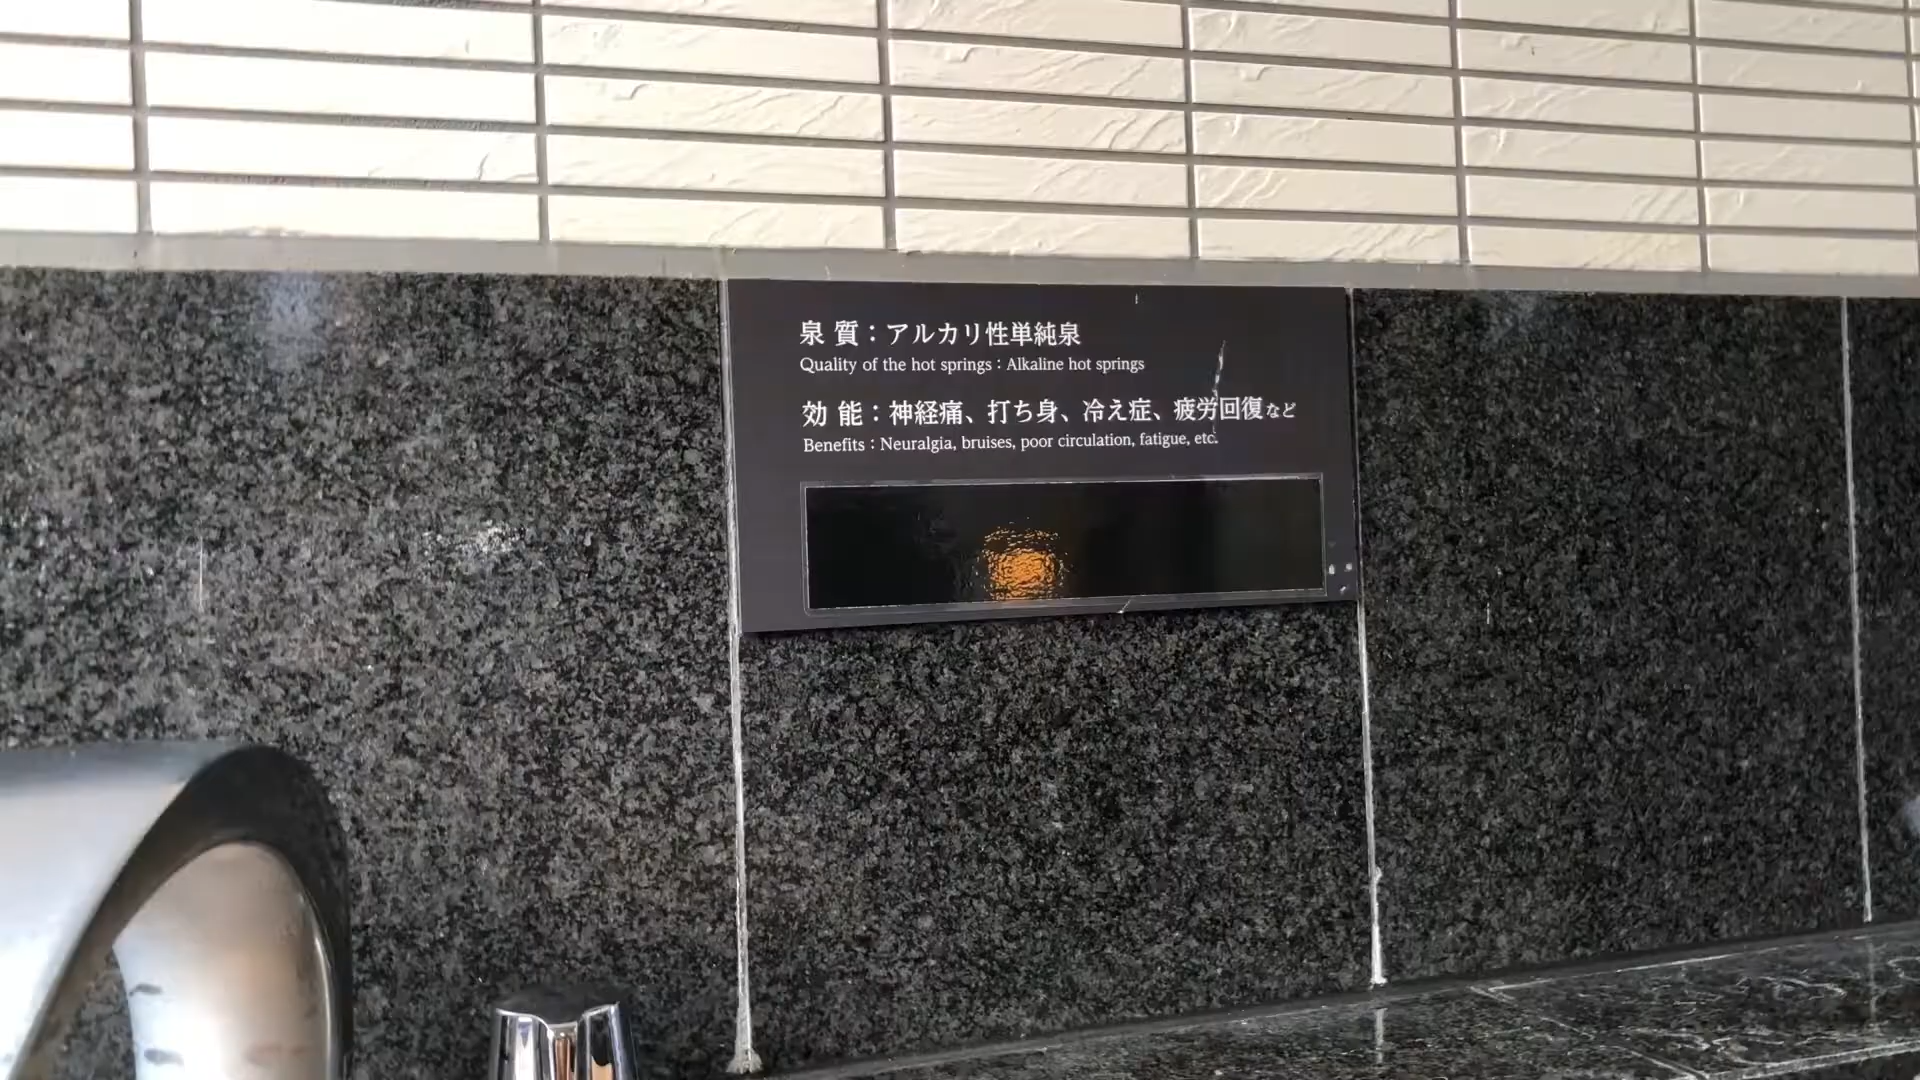 泉 質：アルカリ性単純泉
Quality of the hot springs：Alkaline hot springs
効 能：神経痛、打ち身、冷え症、疲労回復など
Benefits：Neuralgia, bruises, poor circulation, fatigue, etc.